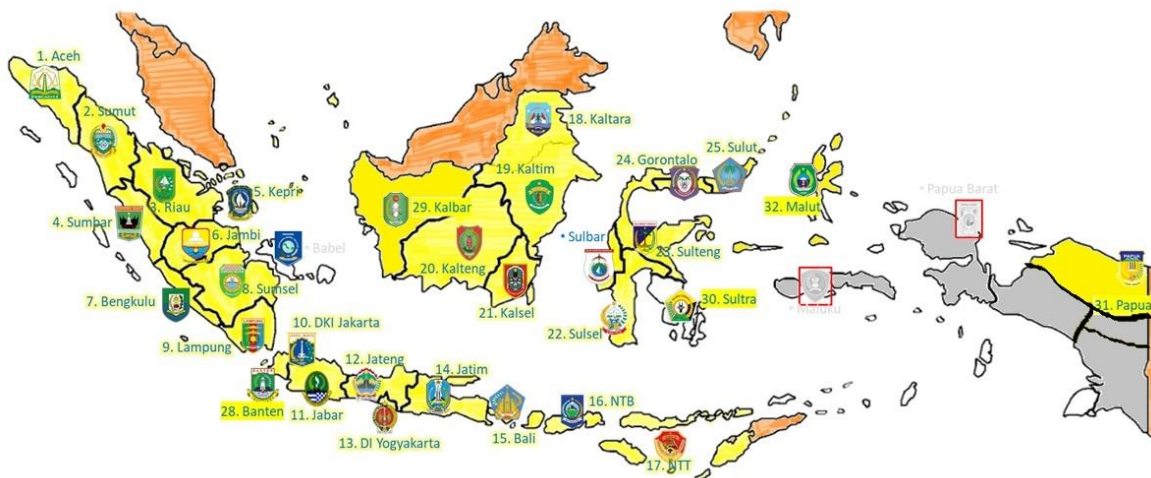 1. Aceh
2. Sumut
3. Riau
4. Sumbar
5. Kepri
6. Jambi
7. Bengkulu
8. Sumsel
9. Lampung
• Babel
10. DKI Jakarta
11. Jabar
12. Jateng
13. DI Yogyakarta
14. Jatim
15. Bali
16. NTB
17. NTT
18. Kaltara
19. Kaltim
20. Kalteng
21. Kalsel
22. Sulsel
23. Sulteng
24. Gorontalo
25. Sulut
• Sulbar
28. Banten
29. Kalbar
30. Sultra
31. Papua
32. Malut
• Papua Barat
• Maluku